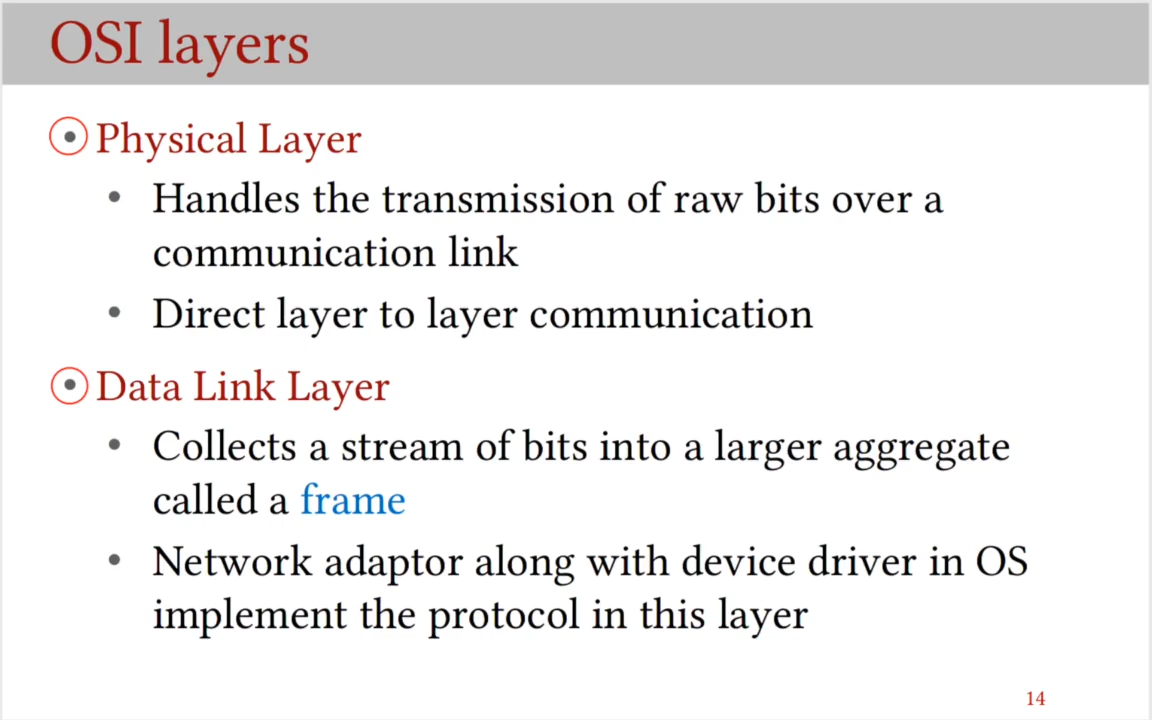 OSI layers
Physical Layer
Handles the transmission of raw bits over a
communication link
Direct layer to layer communication
Data Link Layer
Collects a stream of bits into a larger aggregate
called a frame
Network adaptor along with device driver in OS
implement the protocol in this layer
14